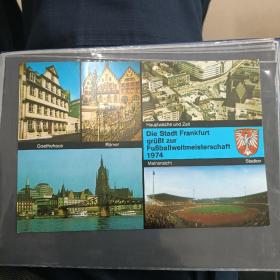 Hauptwache und Zeil
Goethehaus
Römer
Die Stadt Frankfurt
grüßt zur
Fußballweltmeisterschaft
1974
Mainansicht
Stadion